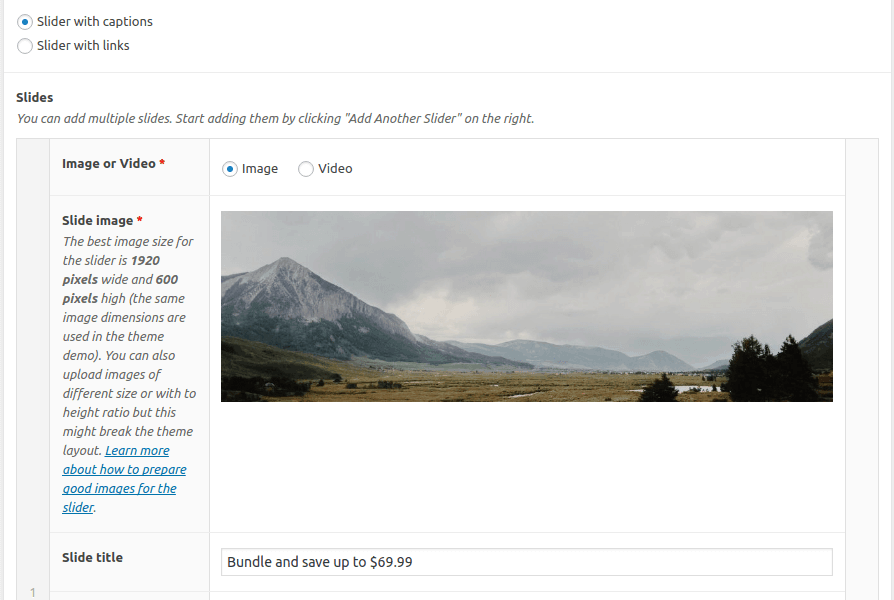 Slider with captions
Slider with links
Slides
You can add multiple slides. Start adding them by clicking "Add Another Slider" on the right.
Image or Video *
Image
Video
Slide image *
The best image size for
the slider is 1920
pixels wide and 600
pixels high (the same
image dimensions are
used in the theme
demo). You can also
upload images of
different size or with to
height ratio but this
might break the theme
layout. Learn more
about how to prepare
good images for the
slider.
Slide title
Bundle and save up to $69.99
1